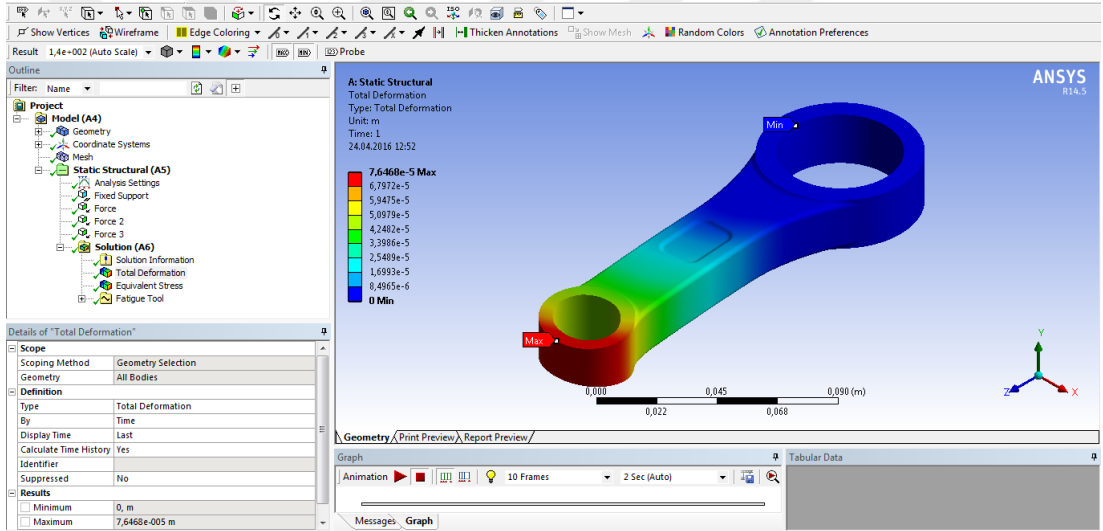 Show Vertices Wireframe Edge Coloring Thicken Annotations Show Mesh Random Colors Annotation Preferences
Result 1,4e+002 (Auto Scale) MAX MIN Probe
Outline
Filter: Name
Project
Model (A4)
Geometry
Coordinate Systems
Mesh
Static Structural (A5)
Analysis Settings
Fixed Support
Force
Force 2
Force 3
Solution (A6)
Solution Information
Total Deformation
Equivalent Stress
Fatigue Tool
Details of "Total Deformation"
Scope
Scoping Method Geometry Selection
Geometry All Bodies
Definition
Type Total Deformation
By Time
Display Time Last
Calculate Time History Yes
Identifier
Suppressed No
Results
Minimum 0, m
Maximum 7,6468e-005 m
A: Static Structural
Total Deformation
Type: Total Deformation
Unit: m
Time: 1
24.04.2016 12:52
7,6468e-5 Max
6,7972e-5
5,9475e-5
5,0979e-5
4,2482e-5
3,3986e-5
2,5489e-5
1,6993e-5
8,4965e-6
0 Min
ANSYS
R14.5
Min
Max
0,000 0,045 0,090 (m)
0,022 0,068
Y
Z X
Geometry Print Preview Report Preview
Graph
Animation 10 Frames 2 Sec (Auto)
Messages Graph
Tabular Data